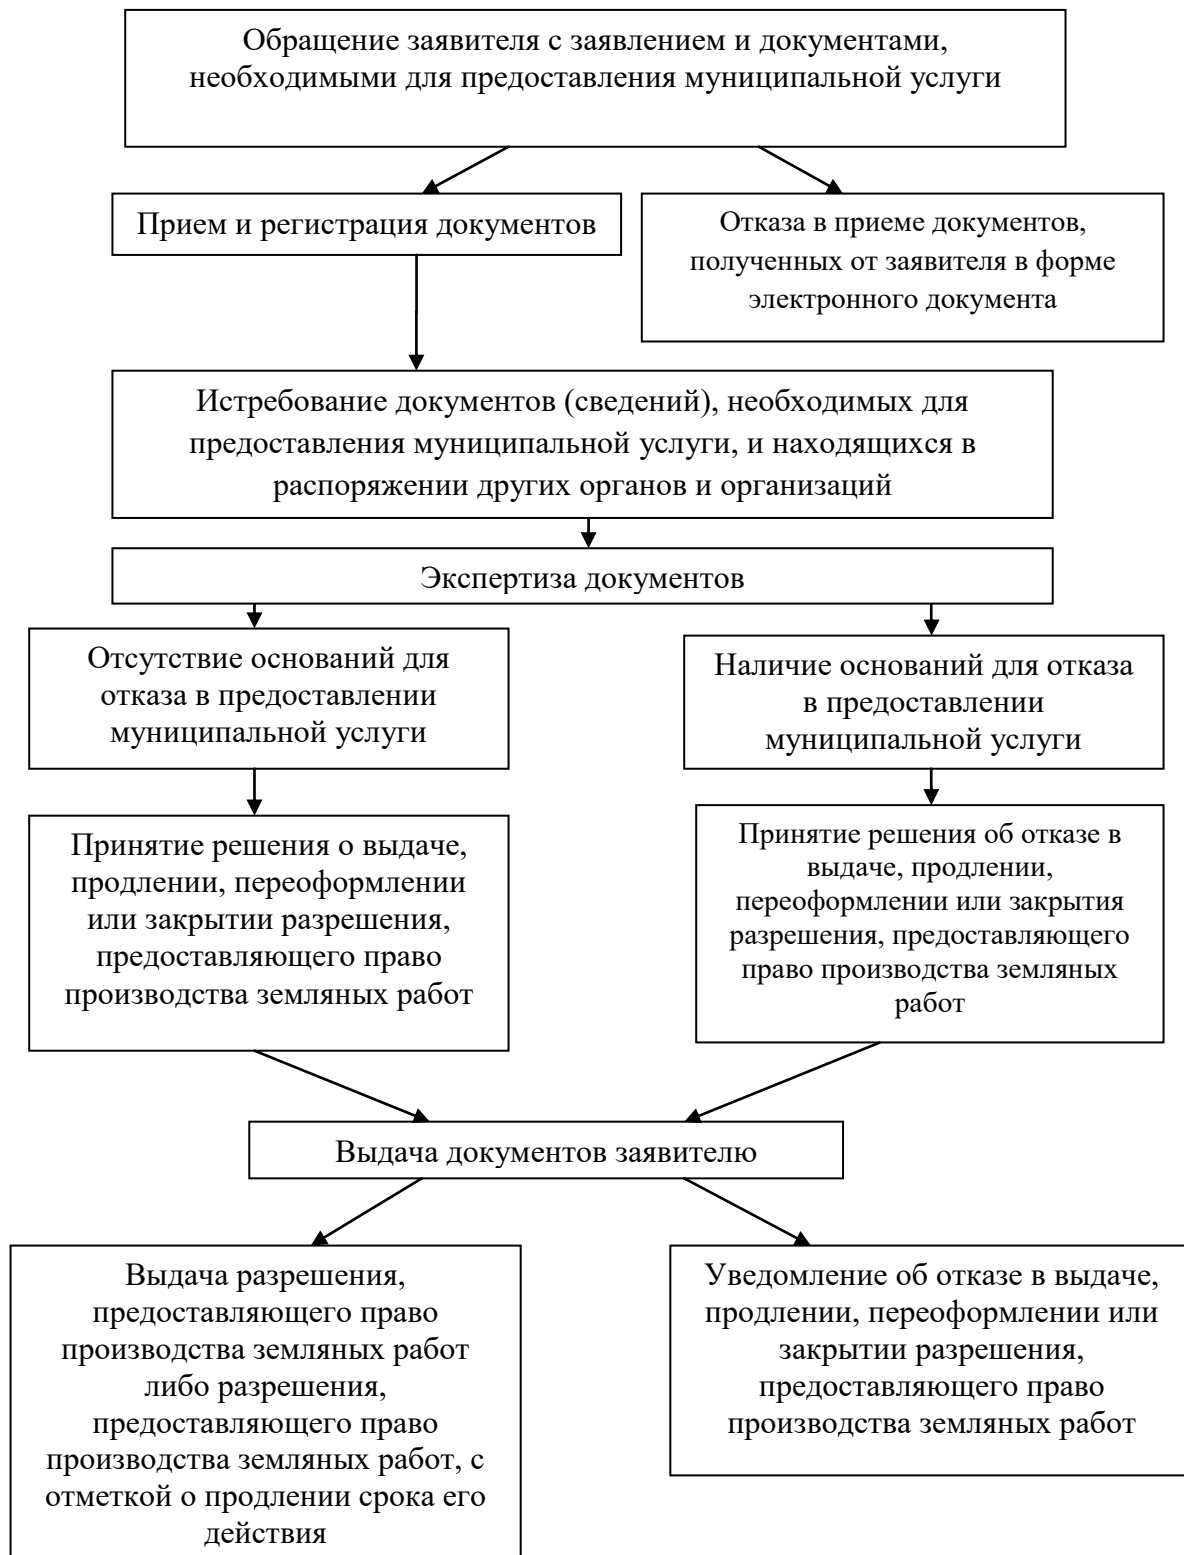 Обращение заявителя с заявлением и документами,
необходимыми для предоставления муниципальной услуги
Прием и регистрация документов
Отказа в приеме документов,
полученных от заявителя в форме
электронного документа
Истребование документов (сведений), необходимых для
предоставления муниципальной услуги, и находящихся в
распоряжении других органов и организаций
Экспертиза документов
Отсутствие оснований для
отказа в предоставлении
муниципальной услуги
Наличие оснований для отказа
в предоставлении
муниципальной услуги
Принятие решения о выдаче,
продлении, переоформлении
или закрытии разрешения,
предоставляющего право
производства земляных работ
Принятие решения об отказе в
выдаче, продлении,
переоформлении или закрытия
разрешения, предоставляющего
право производства земляных
работ
Выдача документов заявителю
Выдача разрешения,
предоставляющего право
производства земляных работ
либо разрешения,
предоставляющего право
производства земляных работ, с
отметкой о продлении срока его
действия
Уведомление об отказе в выдаче,
продлении, переоформлении или
закрытии разрешения,
предоставляющего право
производства земляных работ